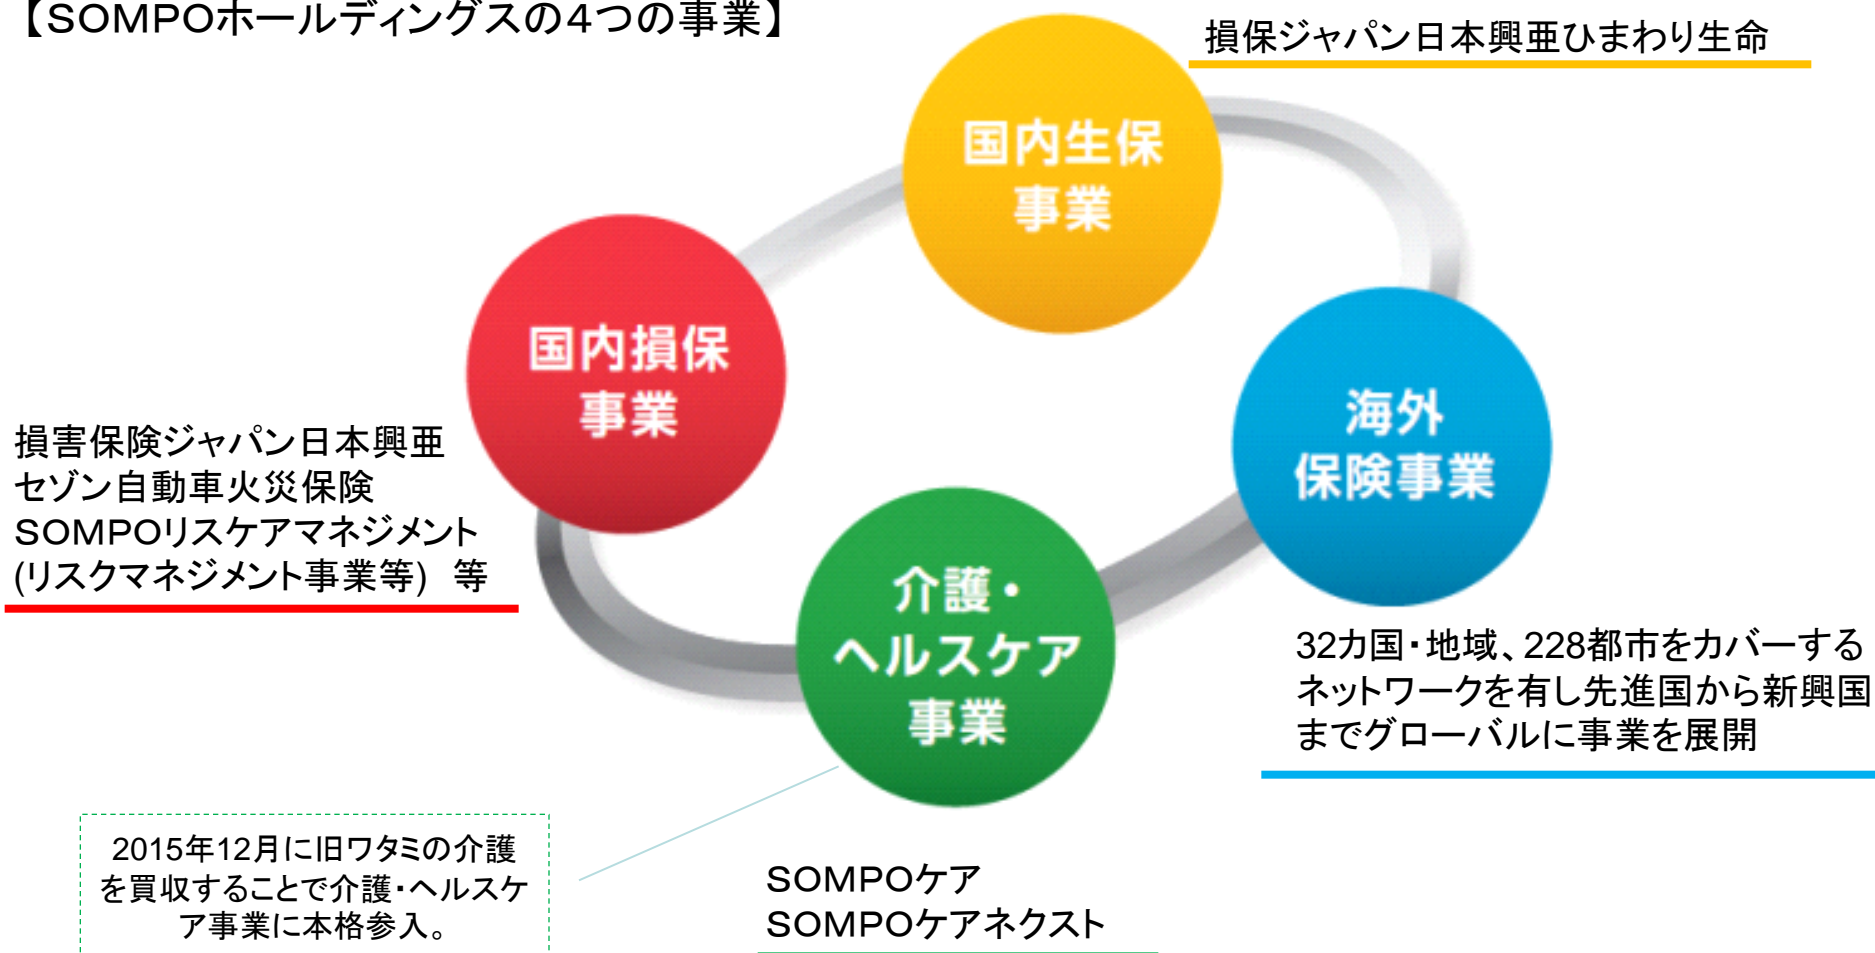 【SOMPOホールディングスの4つの事業】
損保ジャパン日本興亜ひまわり生命
国内生保
事業
国内損保
事業
海外
保険事業
損害保険ジャパン日本興亜
セゾン自動車火災保険
SOMPOリスケアマネジメント
(リスクマネジメント事業等) 等
介護・
ヘルスケア
事業
32カ国・地域、228都市をカバーする
ネットワークを有し先進国から新興国
までグローバルに事業を展開
2015年12月に旧ワタミの介護
を買収することで介護・ヘルスケ
ア事業に本格参入。
SOMPOケア
SOMPOケアネクスト